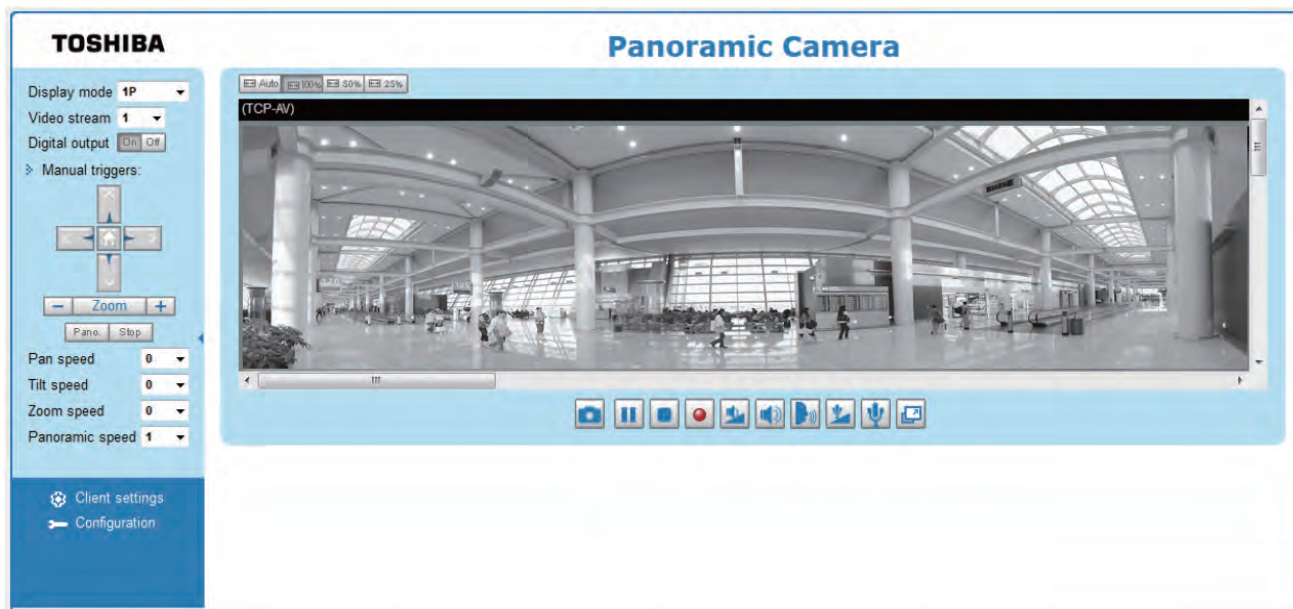 TOSHIBA
Panoramic Camera
Display mode 1P
Video stream 1
Digital output On Off
Manual triggers:
Zoom
Pano. Stop
Pan speed 0
Tilt speed 0
Zoom speed 0
Panoramic speed 1
Client settings
Configuration
Auto 100% 50% 25%
(TCP-AV)